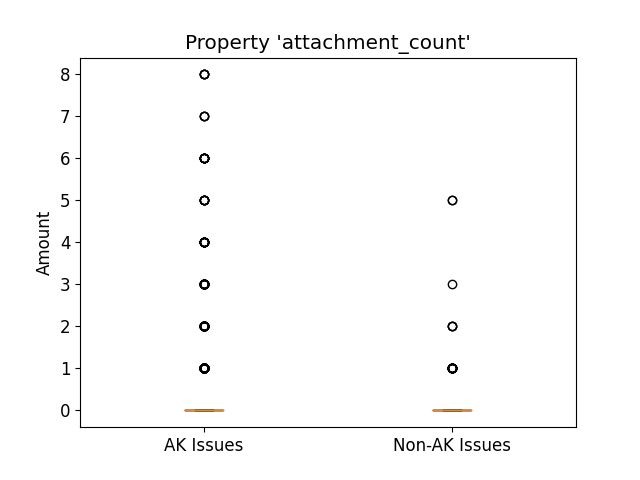 Property 'attachment_count'
Amount
8
7
6
5
4
3
2
1
0
AK Issues
Non-AK Issues